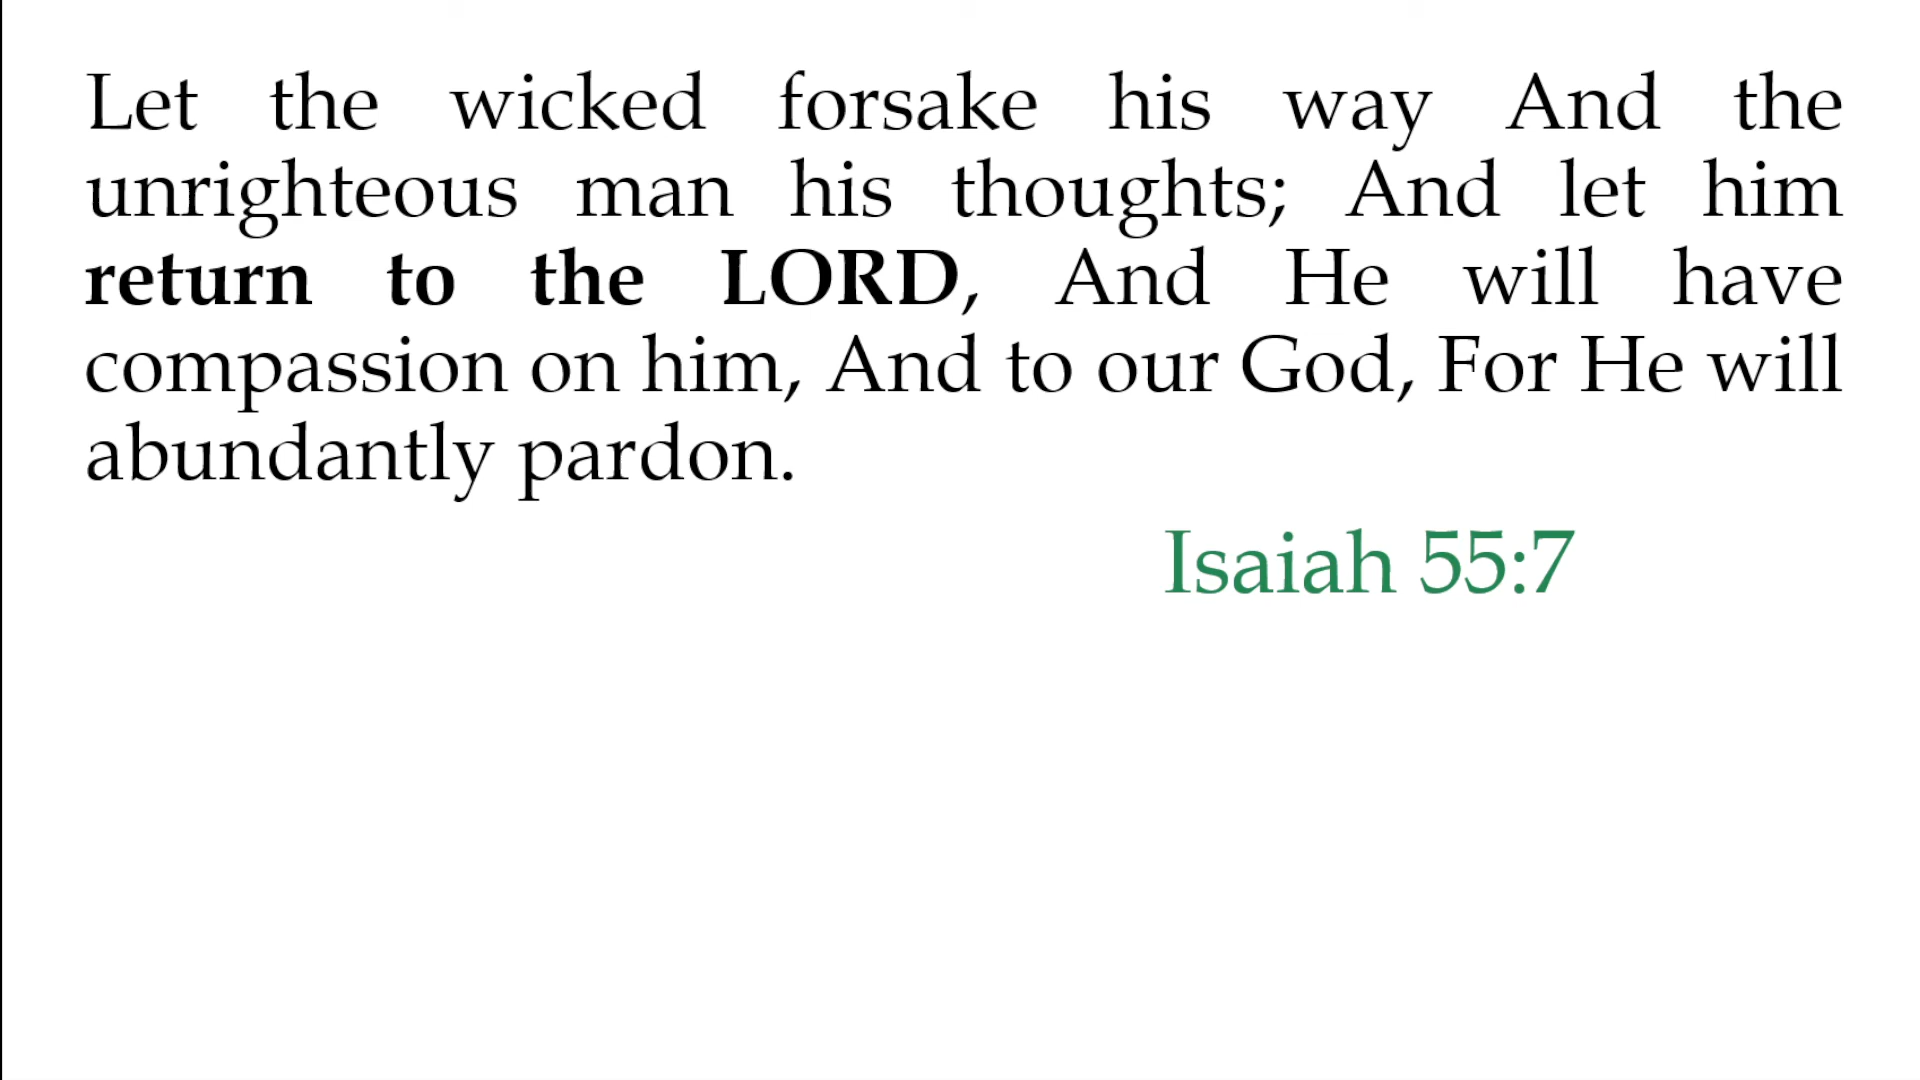 Let the wicked forsake his way And the
unrighteous man his thoughts; And let him
return to the LORD, And He will have
compassion on him, And to our God, For He will
abundantly pardon.
Isaiah 55:7